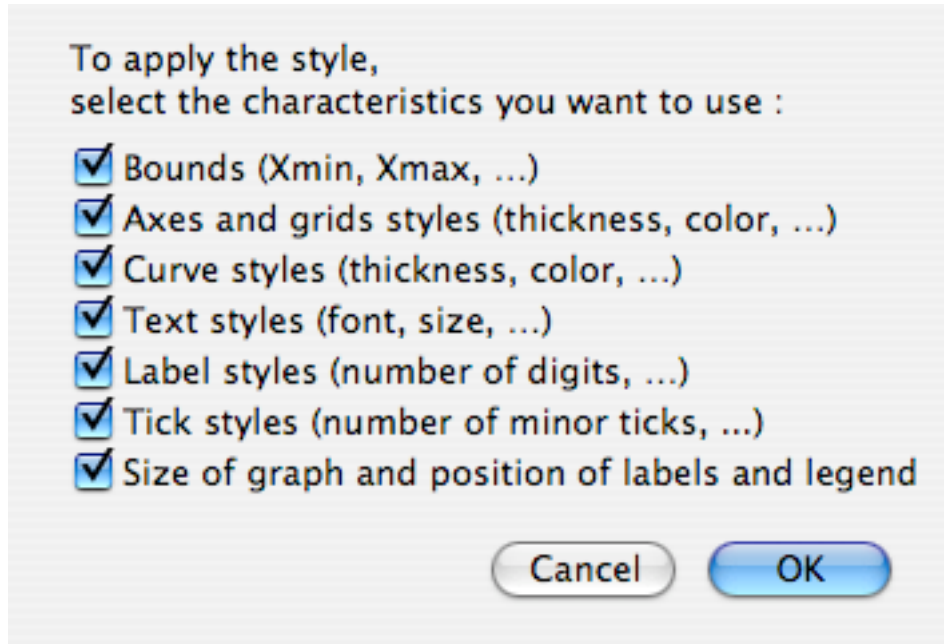 To apply the style,
select the characteristics you want to use :
Bounds (Xmin, Xmax, ...)
Axes and grids styles (thickness, color, ...)
Curve styles (thickness, color, ...)
Text styles (font, size, ...)
Label styles (number of digits, ...)
Tick styles (number of minor ticks, ...)
Size of graph and position of labels and legend
Cancel OK